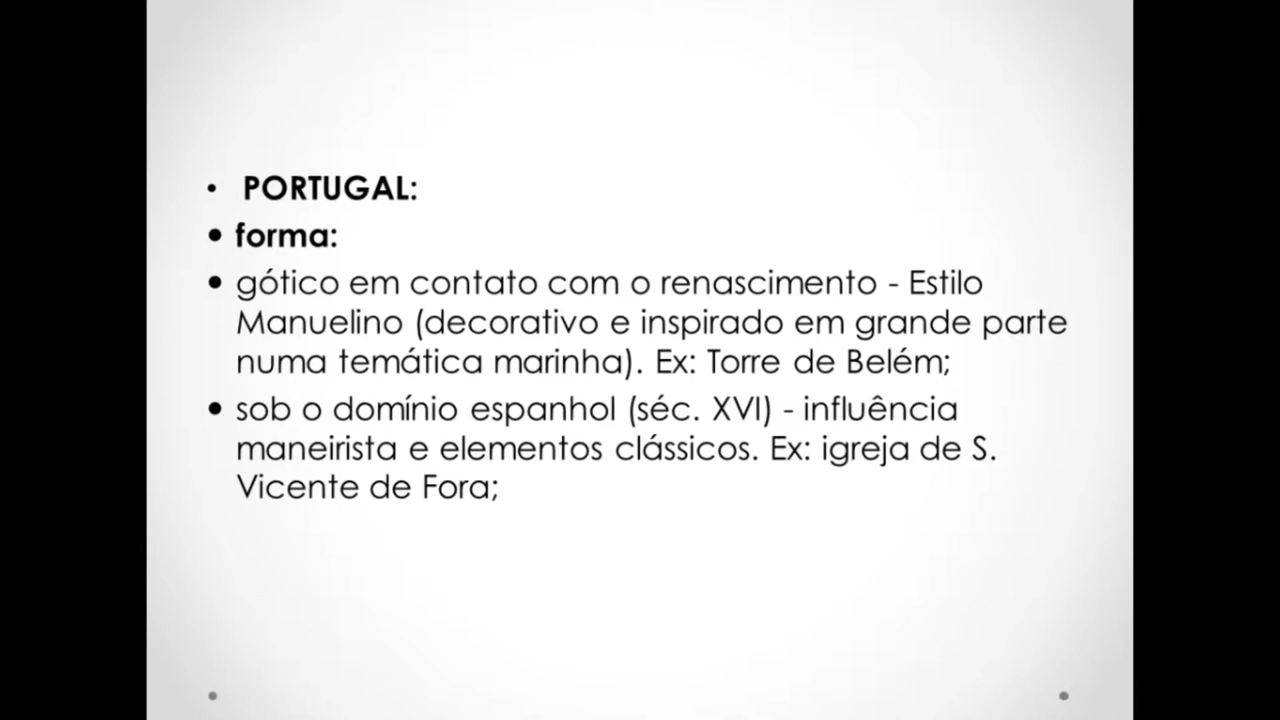 • PORTUGAL:
• forma:
• gótico em contato com o renascimento - Estilo
Manuelino (decorativo e inspirado em grande parte
numa temática marinha). Ex: Torre de Belém;
• sob o domínio espanhol (séc. XVI) - influência
maneirista e elementos clássicos. Ex: igreja de S.
Vicente de Fora;